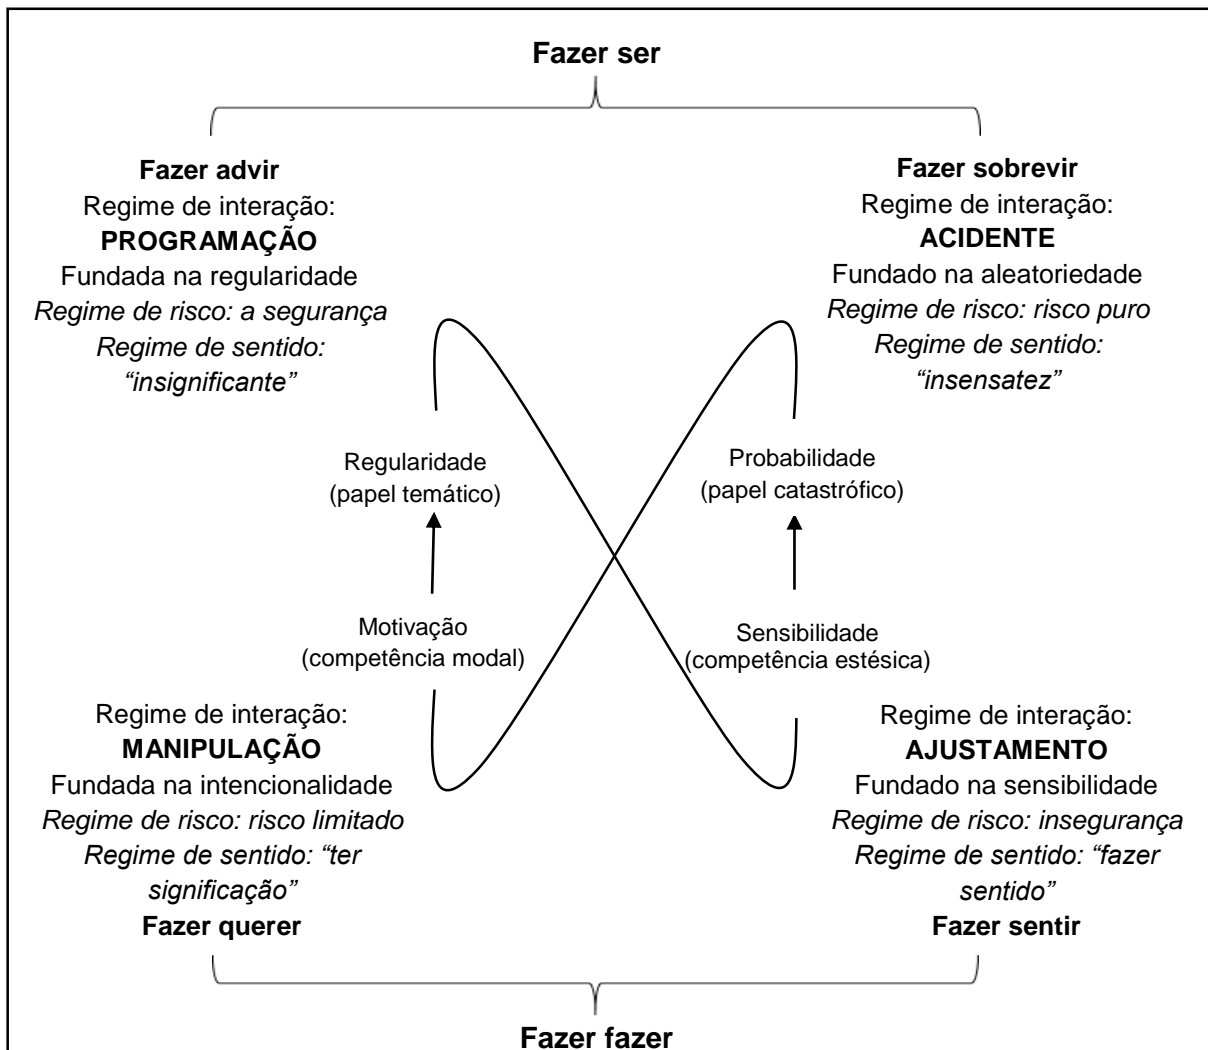 Fazer ser
Fazer advir
Regime de interação:
PROGRAMAÇÃO
Fundada na regularidade
Regime de risco: a segurança
Regime de sentido:
“insignificante”
Fazer sobrevir
Regime de interação:
ACIDENTE
Fundado na aleatoriedade
Regime de risco: risco puro
Regime de sentido:
“insensatez”
Regularidade
(papel temático)
Probabilidade
(papel catastrófico)
Motivação
(competência modal)
Sensibilidade
(competência estésica)
Regime de interação:
MANIPULAÇÃO
Fundada na intencionalidade
Regime de risco: risco limitado
Regime de sentido: “ter
significação”
Fazer querer
Regime de interação:
AJUSTAMENTO
Fundado na sensibilidade
Regime de risco: insegurança
Regime de sentido: “fazer
sentido”
Fazer sentir
Fazer fazer